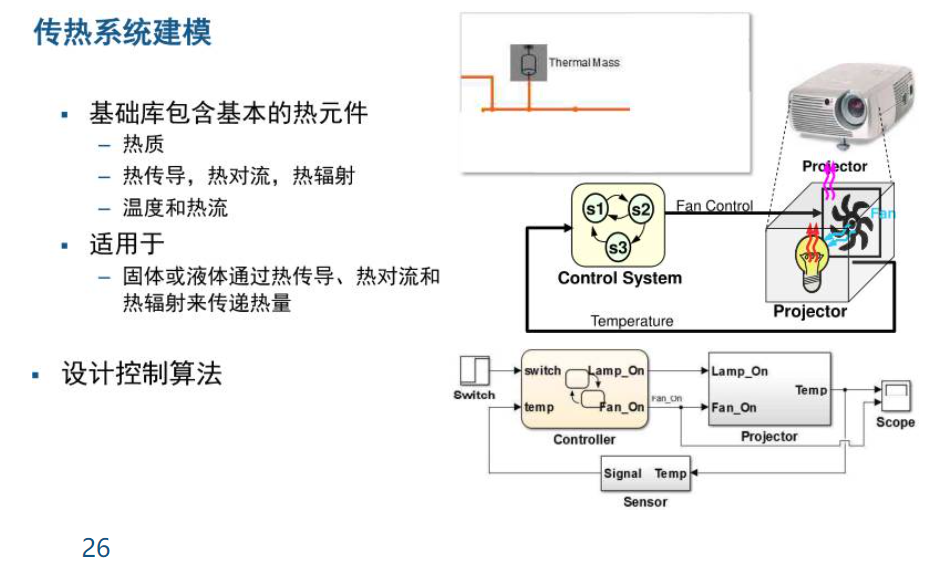 传热系统建模
▪ 基础库包含基本的热元件
– 热质
– 热传导，热对流，热辐射
– 温度和热流
▪ 适用于
– 固体或液体通过热传导、热对流和
热辐射来传递热量
▪ 设计控制算法
Thermal Mass
Projector
s1
s2
s3
Fan Control
Fan
Control System
Projector
Temperature
Switch
switch
temp
Lamp_On
Fan_On
Controller
Fan_On
Lamp_On
Fan_On
Temp
Projector
Scope
Signal Temp
Sensor
26